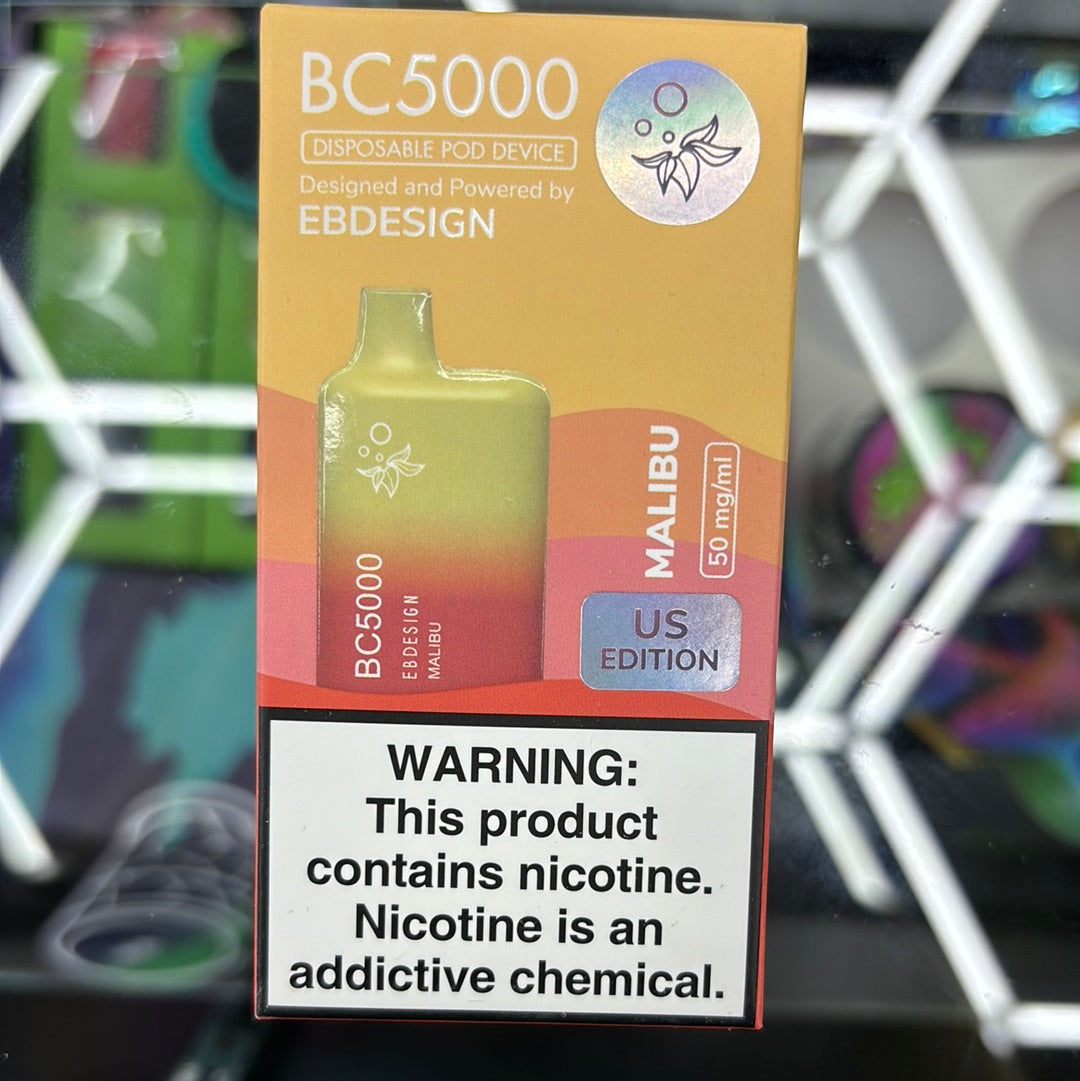 BC5000
DISPOSABLE POD DEVICE
Designed and Powered by
EBDESIGN
BC5000
EBDESIGN
MALIBU
MALIBU
50 mg/ml
US
EDITION
WARNING:
This product
contains nicotine.
Nicotine is an
addictive chemical.